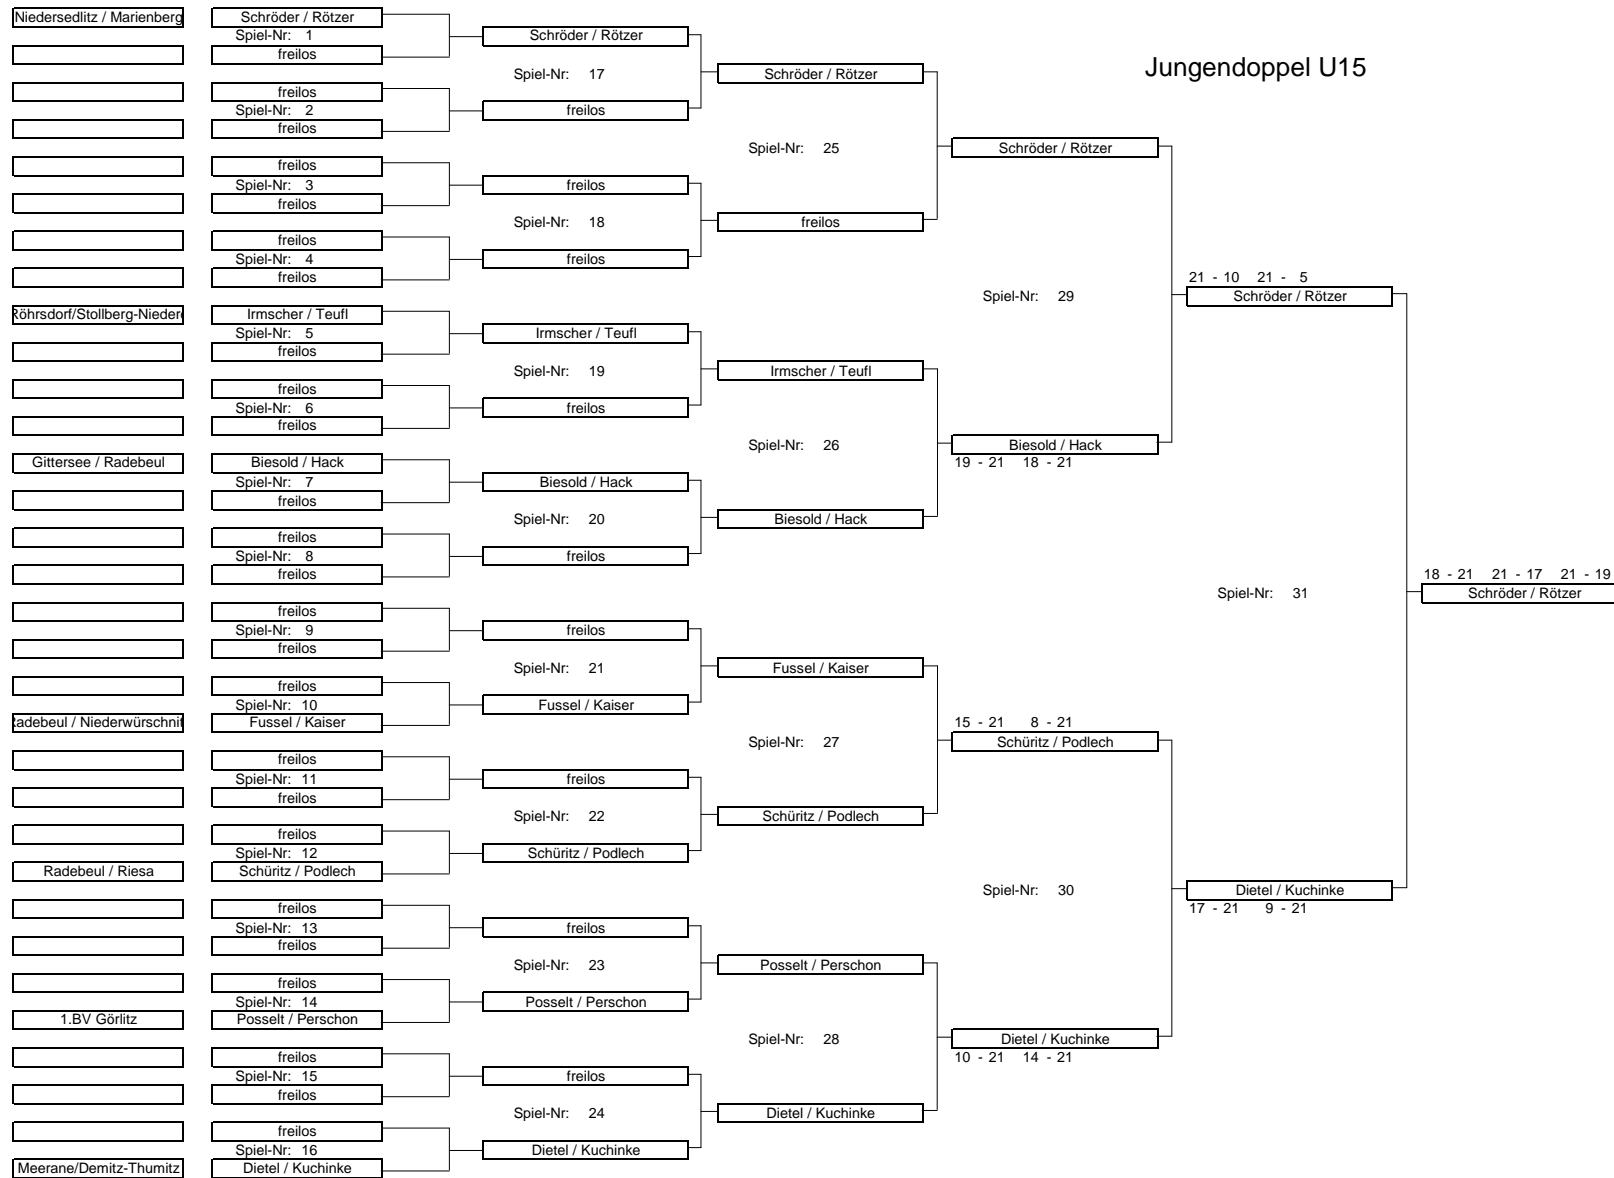 Jungendoppel U15
Niedersedlitz / Marienberg
Schröder / Rötzer
Spiel-Nr: 1
freilos
freilos
Spiel-Nr: 2
freilos
freilos
Spiel-Nr: 3
freilos
freilos
Spiel-Nr: 4
freilos
Röhrsdorf/Stollberg-Nieder
Irmscher / Teufl
Spiel-Nr: 5
freilos
freilos
Spiel-Nr: 6
freilos
Gittersee / Radebeul
Biesold / Hack
Spiel-Nr: 7
freilos
freilos
Spiel-Nr: 8
freilos
freilos
Spiel-Nr: 9
freilos
freilos
Spiel-Nr: 10
Radebeul / Niederwürschnit
Fussel / Kaiser
freilos
Spiel-Nr: 11
freilos
freilos
Spiel-Nr: 12
Radebeul / Riesa
Schüritz / Podlech
freilos
Spiel-Nr: 13
freilos
freilos
Spiel-Nr: 14
1.BV Görlitz
Posselt / Perschon
freilos
Spiel-Nr: 15
freilos
freilos
Spiel-Nr: 16
Meerane/Demitz-Thumitz
Dietel / Kuchinke
Schröder / Rötzer
Spiel-Nr: 17
freilos
freilos
Spiel-Nr: 18
freilos
Irmscher / Teufl
Spiel-Nr: 19
freilos
Biesold / Hack
Spiel-Nr: 20
freilos
freilos
Spiel-Nr: 21
Fussel / Kaiser
freilos
Spiel-Nr: 22
Schüritz / Podlech
freilos
Spiel-Nr: 23
Posselt / Perschon
freilos
Spiel-Nr: 24
Dietel / Kuchinke
Schröder / Rötzer
Spiel-Nr: 25
freilos
Irmscher / Teufl
Spiel-Nr: 26
Biesold / Hack
Fussel / Kaiser
Spiel-Nr: 27
Schüritz / Podlech
Posselt / Perschon
Spiel-Nr: 28
Dietel / Kuchinke
Schröder / Rötzer
Spiel-Nr: 29
Biesold / Hack
19 - 21 18 - 21
15 - 21 8 - 21
Schüritz / Podlech
Spiel-Nr: 30
Dietel / Kuchinke
10 - 21 14 - 21
21 - 10 21 - 5
Schröder / Rötzer
Spiel-Nr: 31
Dietel / Kuchinke
17 - 21 9 - 21
18 - 21 21 - 17 21 - 19
Schröder / Rötzer